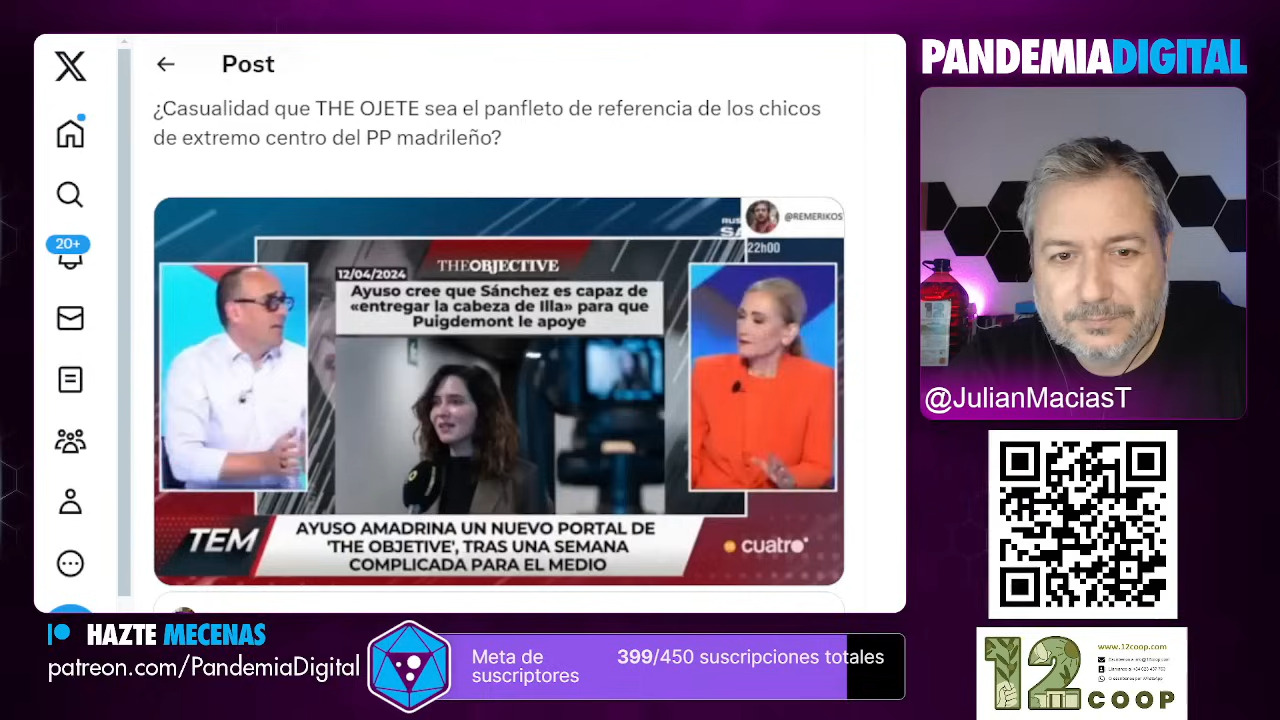 Post
¿Casualidad que THE OJETE sea el panfleto de referencia de los chicos
de extremo centro del PP madrileño?
@REMERIKOS
22h00
THE OBJECTIVE
12/04/2024
Ayuso cree que Sánchez es capaz de
«entregar la cabeza de Illa» para que
Puigdemont le apoye
TEM
AYUSO AMADRINA UN NUEVO PORTAL DE
'THE OBJETIVE', TRAS UNA SEMANA
COMPLICADA PARA EL MEDIO
cuatro
20+
PANDEMIADIGITAL
@JulianMaciasT
HAZTE MECENAS
patreon.com/PandemiaDigital
Meta de
suscriptores
399/450 suscripciones totales
www.12coop.com
12
COOP